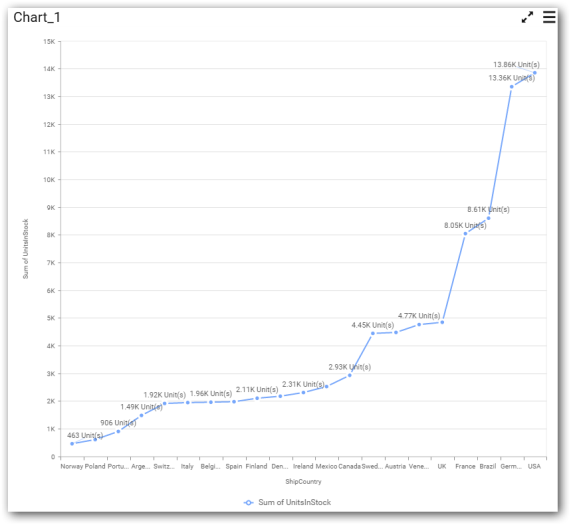 Chart_1
15K
14K
13K
12K
11K
10K
9K
8K
7K
6K
5K
4K
3K
2K
1K
0
Sum of UnitsInStock
463 Unit(s)
906 Unit(s)
1.49K Unit(s)
1.92K Unit(s)
1.96K Unit(s)
2.11K Unit(s)
2.31K Unit(s)
2.93K Unit(s)
4.45K Unit(s)
4.77K Unit(s)
8.05K Unit(s)
8.61K Unit(s)
13.36K Unit(s)
13.86K Unit(s)
Norway Poland Portu... Arge... Switz... Italy Belgi... Spain Finland Den... Ireland Mexico Canada Swed... Austria Vene... UK France Brazil Germ... USA
ShipCountry
Sum of UnitsInStock